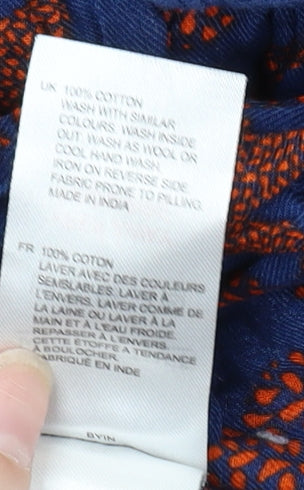 UK 100% COTTON
WASH WITH SIMILAR
COLOURS. WASH INSIDE
OUT. WASH AS WOOL OR
COOL HAND WASH.
IRON ON REVERSE SIDE
FABRIC PRONE TO PILLING.
MADE IN INDIA
FR 100% COTON
LAVER AVEC DES COULEURS
SEMBLABLES. LAVER À
L'ENVERS. LAVER COMME DE
LA LAINE OU LAVER À LA
MAIN ET À L'EAU FROIDE.
REPASSER À L'ENVERS.
CETTE ÉTOFFE A TENDANCE
À BOULOCHER.
FABRIQUÉ EN INDE
BYIN